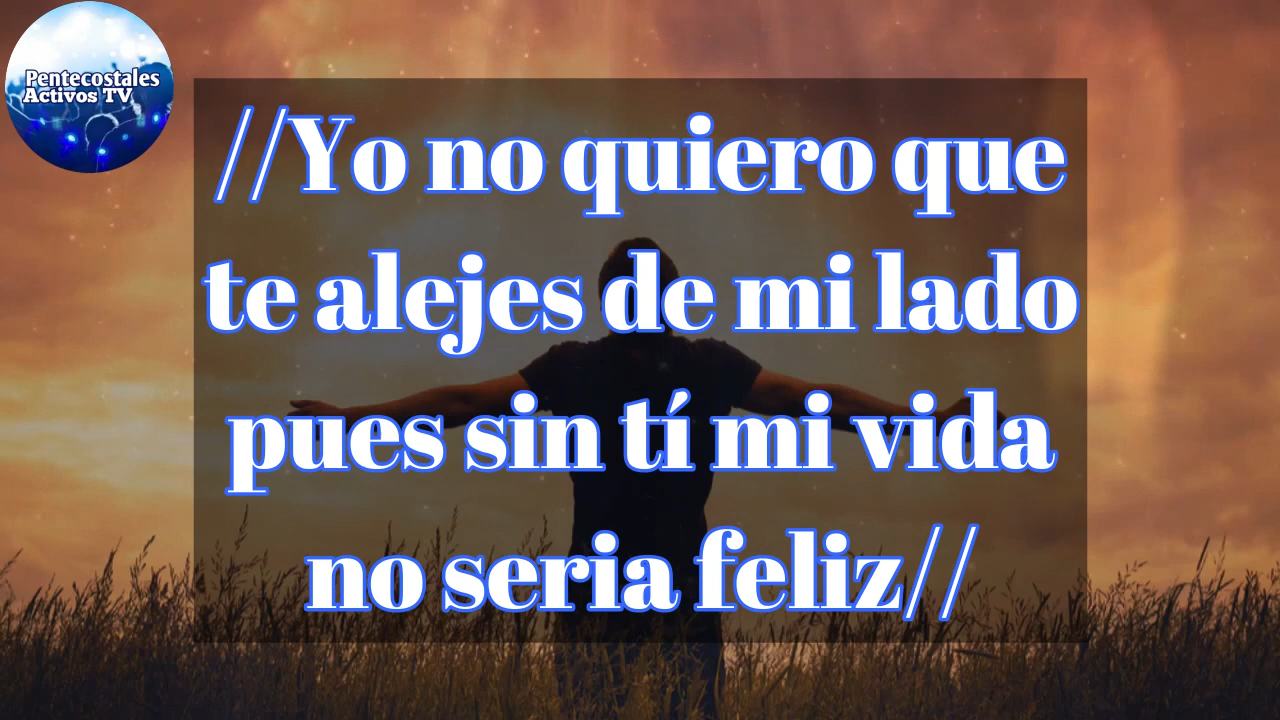 Pentecostales
Activos TV
//Yo no quiero que
te alejes de mi lado
pues sin tí mi vida
no seria feliz//